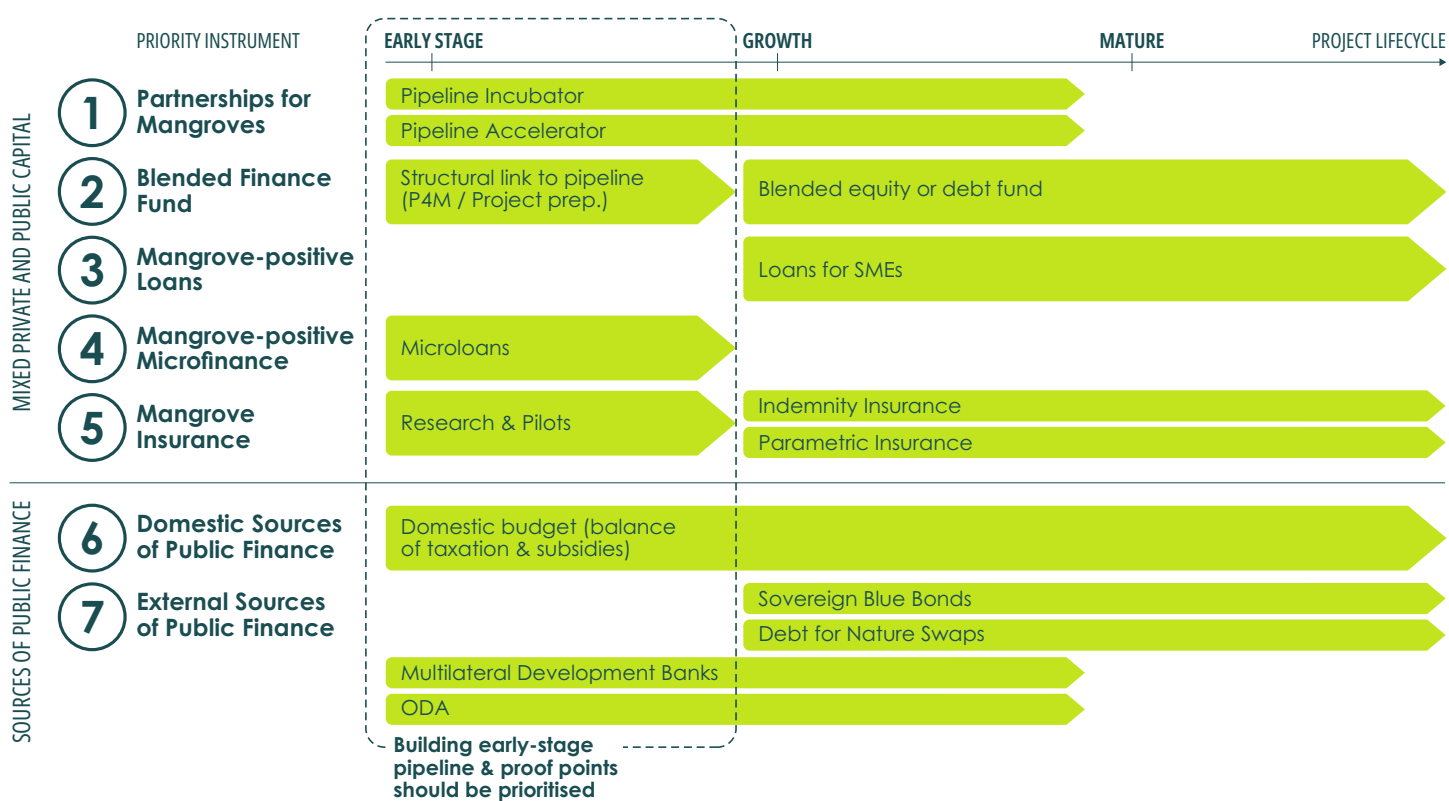 PRIORITY INSTRUMENT
EARLY STAGE
GROWTH
MATURE
PROJECT LIFECYCLE
MIXED PRIVATE AND PUBLIC CAPITAL
1
Partnerships for
Mangroves
Pipeline Incubator
Pipeline Accelerator
2
Blended Finance
Fund
Structural link to pipeline
(P4M / Project prep.)
Blended equity or debt fund
3
Mangrove-positive
Loans
Loans for SMEs
4
Mangrove-positive
Microfinance
Microloans
5
Mangrove
Insurance
Research & Pilots
Indemnity Insurance
Parametric Insurance
SOURCES OF PUBLIC FINANCE
6
Domestic Sources
of Public Finance
Domestic budget (balance
of taxation & subsidies)
7
External Sources
of Public Finance
Sovereign Blue Bonds
Debt for Nature Swaps
Multilateral Development Banks
ODA
Building early-stage
pipeline & proof points
should be prioritised